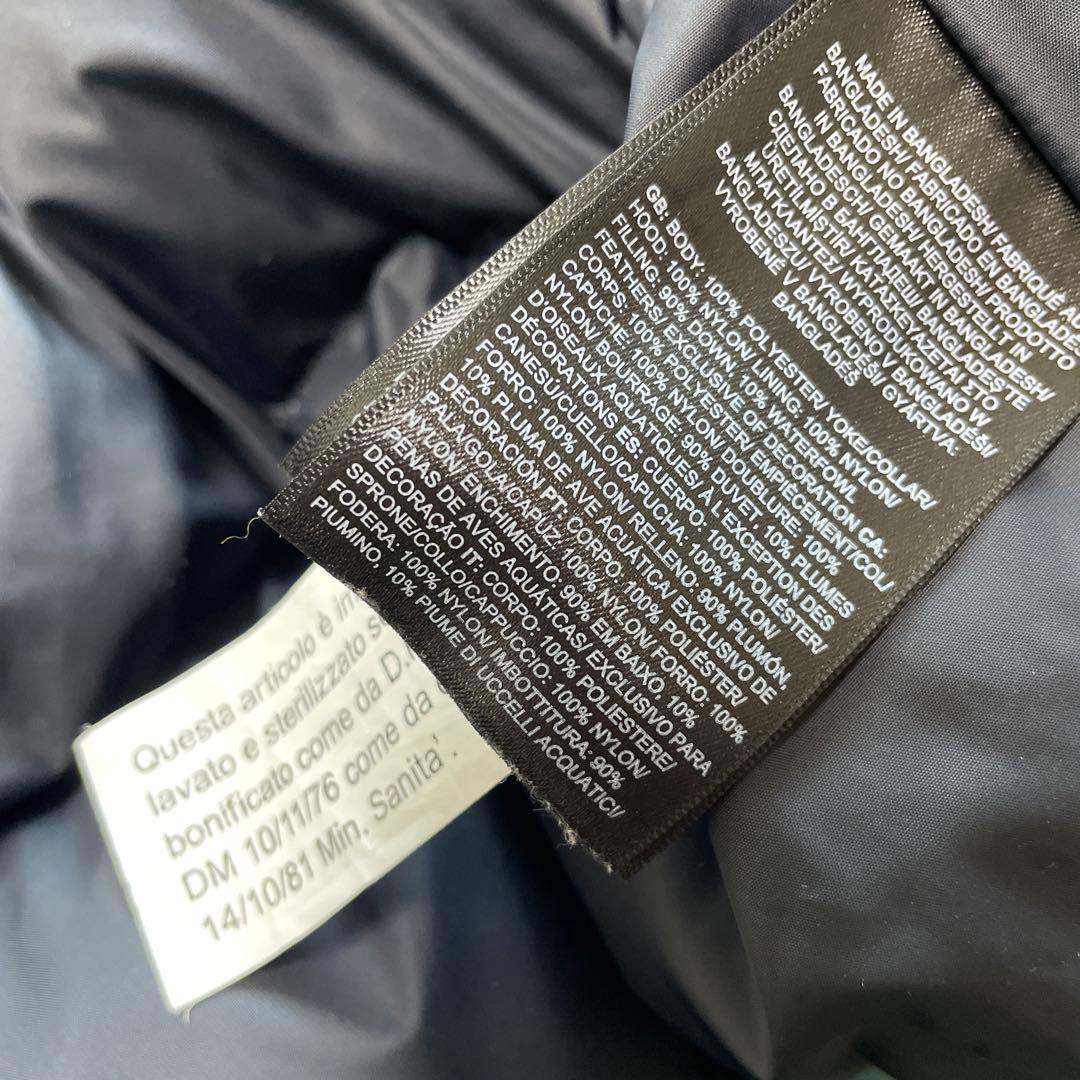 MADE IN BANGLADESH/ FABRIQUÉ AU
BANGLADESH/ FABRICADO EN BANGLADESH/
FABRICADO NO BANGLADESH/ PRODOTTO
IN BANGLADESH/ HERGESTELLT IN
BANGLADESCH/ GEMAAKT IN BANGLADESH/
СДЕЛАНО В БАНГЛАДЕШ/ BANGLADEŞTE
ÜRETİLMİŞTİR/ ΚΑΤΑΣΚΕΥΑΖΕΤΑΙ ΣΤΟ
ΜΠΑΓΚΛΑΝΤΕΣ/ WYPRODUKOWANO W
BANGLADESZU/ VYROBENO V BANGLADÉŠI/
VYROBENÉ V BANGLADÉŠI/ GYÁRTVA:
BANGLADES
GB: BODY: 100% POLYESTER/ YOKE/COLLAR/
HOOD: 100% NYLON/ LINING: 100% NYLON/
FILLING: 90% DOWN, 10% WATERFOWL
FEATHERS/ EXCLUSIVE OF DECORATION CA:
CORPS: 100% POLYESTER/ EMPÈCEMENT/COL/
CAPUCHE: 100% NYLON/ DOUBLURE: 100%
NYLON/ BOURRAGE: 90% DUVET, 10% PLUMES
D'OISEAUX AQUATIQUES/ À L'EXCEPTION DES
DÉCORATIONS ES: CUERPO: 100% POLIÉSTER/
CANESÚ/CUELLO/CAPUCHA: 100% NYLON/
FORRO: 100% NYLON/ RELLENO: 90% PLUMÓN,
10% PLUMA DE AVE ACUÁTICA/ EXCLUSIVO DE
DECORACIÓN PT: CORPO: 100% POLIÉSTER/
PALA/GOLA/CAPUZ: 100% NYLON/ FORRO: 100%
NYLON/ ENCHIMENTO: 90% EM BAIXO, 10%
PENAS DE AVES AQUÁTICAS/ EXCLUSIVO PARA
DECORAÇÃO IT: CORPO: 100% POLIESTERE/
SPRONE/COLLO/CAPPUCCIO: 100% NYLON/
FODERA: 100% NYLON/ IMBOTTITURA: 90%
PIUMINO, 10% PIUME DI UCCELLI ACQUATICI/
Questa articolo è in
lavato e sterilizzato s
bonificato come da D.
DM 10/11/76 come da
14/10/81 Min. Sanita'.